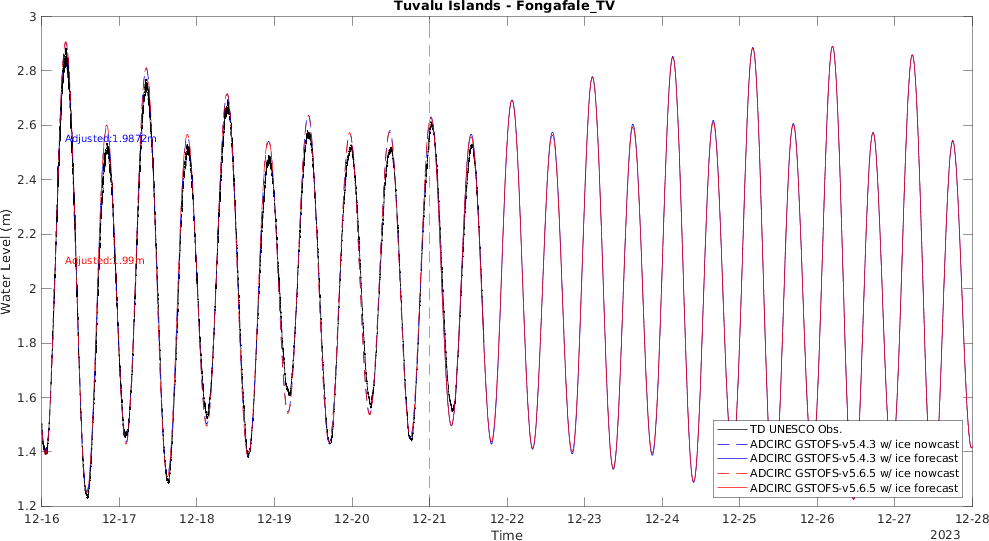 Tuvalu Islands - Fongafale_TV
Water Level (m)
3
2.8
2.6
2.4
2.2
2
1.8
1.6
1.4
1.2
Adjusted:1.9872m
Adjusted:1.99m
TD UNESCO Obs.
ADCIRC GSTOFS-v5.4.3 w/ ice nowcast
ADCIRC GSTOFS-v5.4.3 w/ ice forecast
ADCIRC GSTOFS-v5.6.5 w/ ice nowcast
ADCIRC GSTOFS-v5.6.5 w/ ice forecast
12-16 12-17 12-18 12-19 12-20 12-21 12-22 12-23 12-24 12-25 12-26 12-27 12-28
Time
2023